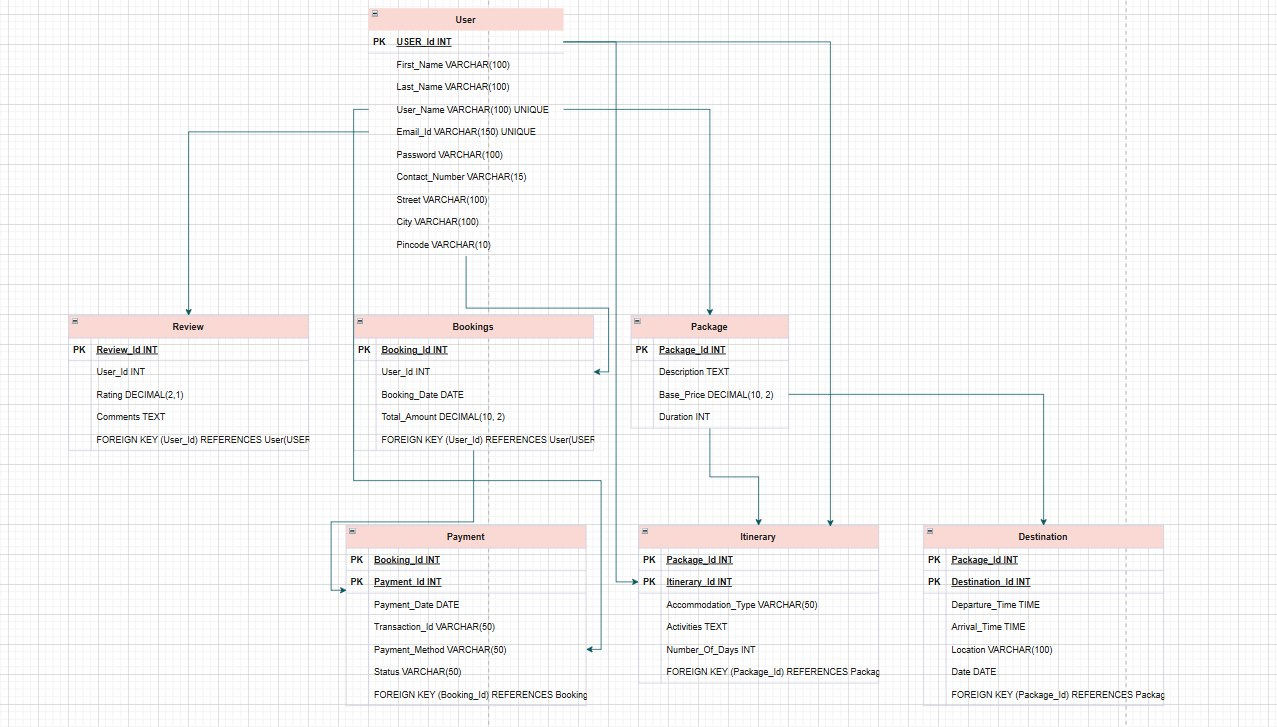 User
PK USER_Id INT
First_Name VARCHAR(100)
Last_Name VARCHAR(100)
User_Name VARCHAR(100) UNIQUE
Email_Id VARCHAR(150) UNIQUE
Password VARCHAR(100)
Contact_Number VARCHAR(15)
Street VARCHAR(100)
City VARCHAR(100)
Pincode VARCHAR(10)
Review
PK Review_Id INT
User_Id INT
Rating DECIMAL(2,1)
Comments TEXT
FOREIGN KEY (User_Id) REFERENCES User(USER
Bookings
PK Booking_Id INT
User_Id INT
Booking_Date DATE
Total_Amount DECIMAL(10, 2)
FOREIGN KEY (User_Id) REFERENCES User(USER
Package
PK Package_Id INT
Description TEXT
Base_Price DECIMAL(10, 2)
Duration INT
Payment
PK Booking_Id INT
PK Payment_Id INT
Payment_Date DATE
Transaction_Id VARCHAR(50)
Payment_Method VARCHAR(50)
Status VARCHAR(50)
FOREIGN KEY (Booking_Id) REFERENCES Booking
Itinerary
PK Package_Id INT
PK Itinerary_Id INT
Accommodation_Type VARCHAR(50)
Activities TEXT
Number_Of_Days INT
FOREIGN KEY (Package_Id) REFERENCES Packag
Destination
PK Package_Id INT
PK Destination_Id INT
Departure_Time TIME
Arrival_Time TIME
Location VARCHAR(100)
Date DATE
FOREIGN KEY (Package_Id) REFERENCES Packag